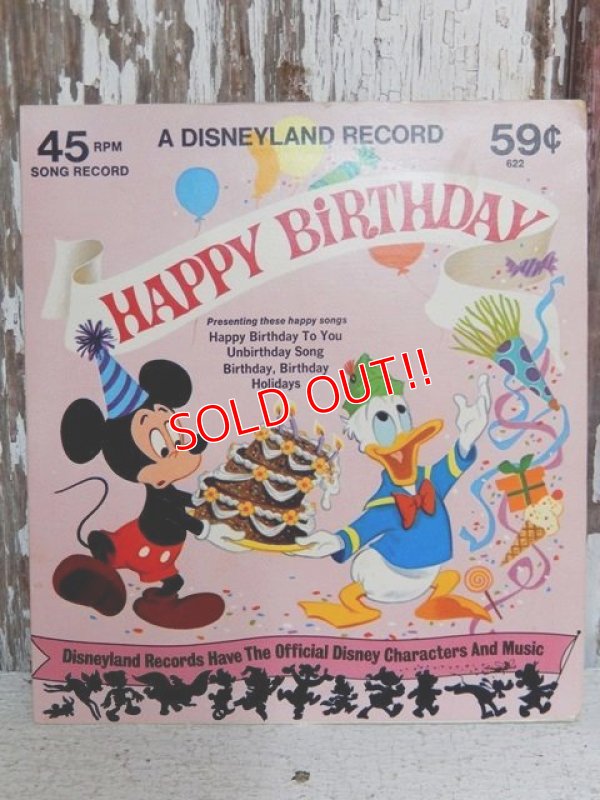 45 RPM
SONG RECORD
A DISNEYLAND RECORD
59¢
622
HAPPY BiRTHDAY
Presenting these happy songs
Happy Birthday To You
Unbirthday Song
Birthday, Birthday
Holidays
SOLD OUT!!
Disneyland Records Have The Official Disney Characters And Music